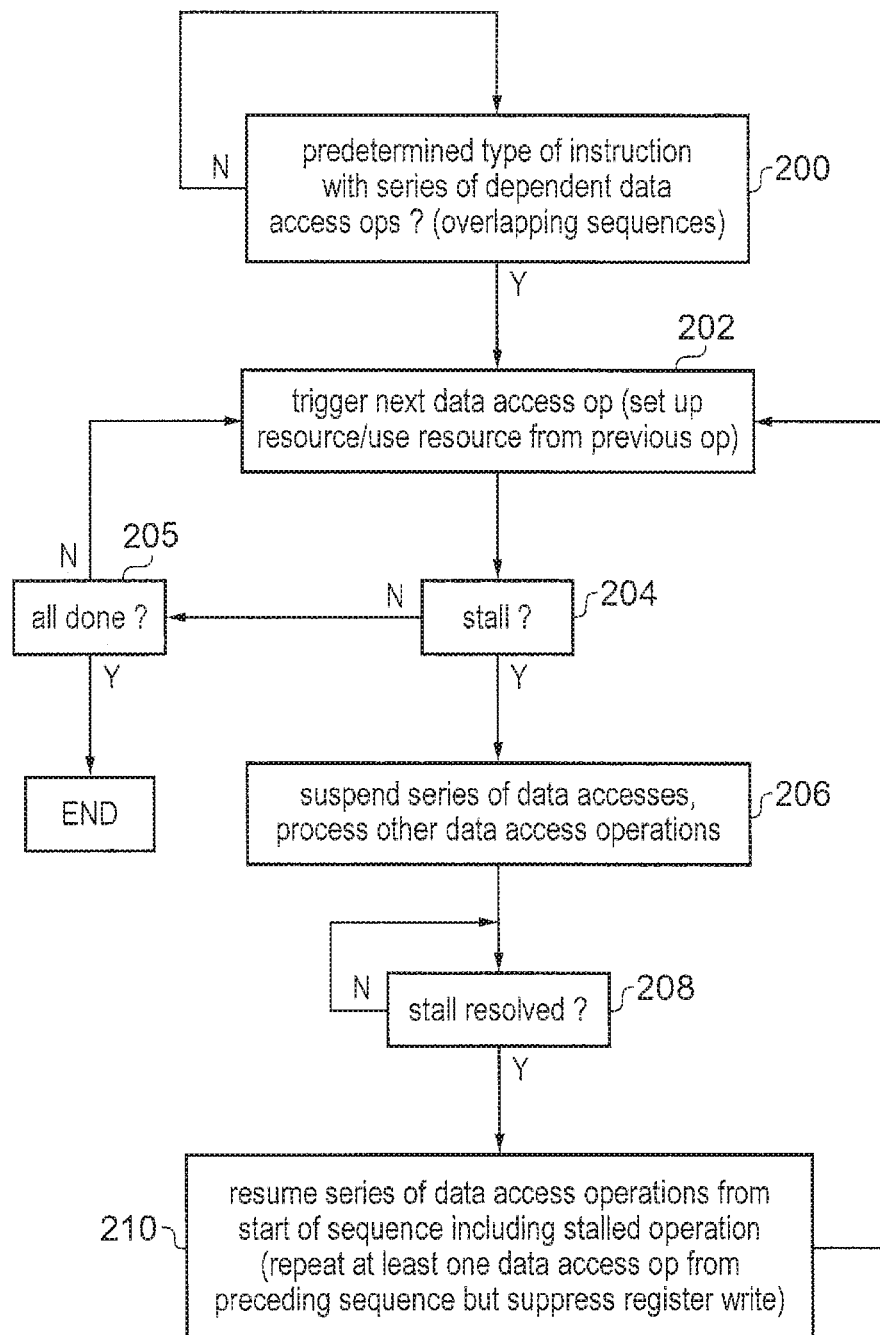 N
predetermined type of instruction
with series of dependent data
access ops ? (overlapping sequences)
200
Y
202
trigger next data access op (set up
resource/use resource from previous op)
N
205
all done ?
N
stall ?
204
Y
Y
END
suspend series of data accesses,
process other data access operations
206
N
stall resolved ?
208
Y
210
resume series of data access operations from
start of sequence including stalled operation
(repeat at least one data access op from
preceding sequence but suppress register write)